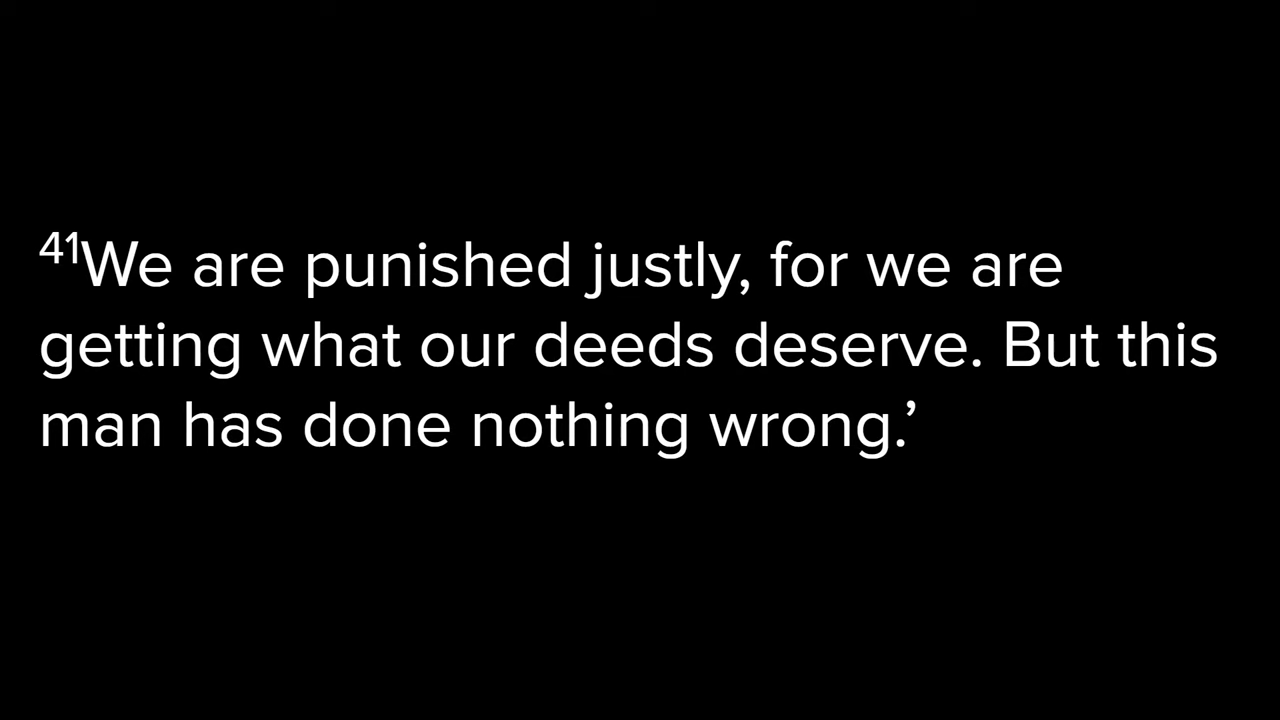 ⁴¹We are punished justly, for we are
getting what our deeds deserve. But this
man has done nothing wrong.’